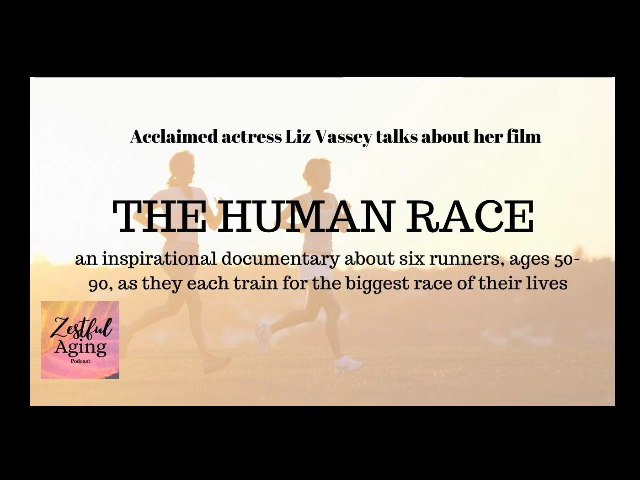 Acclaimed actress Liz Vassey talks about her film
THE HUMAN RACE
an inspirational documentary about six runners, ages 50-
90, as they each train for the biggest race of their lives
Zestful
Aging
Podcast